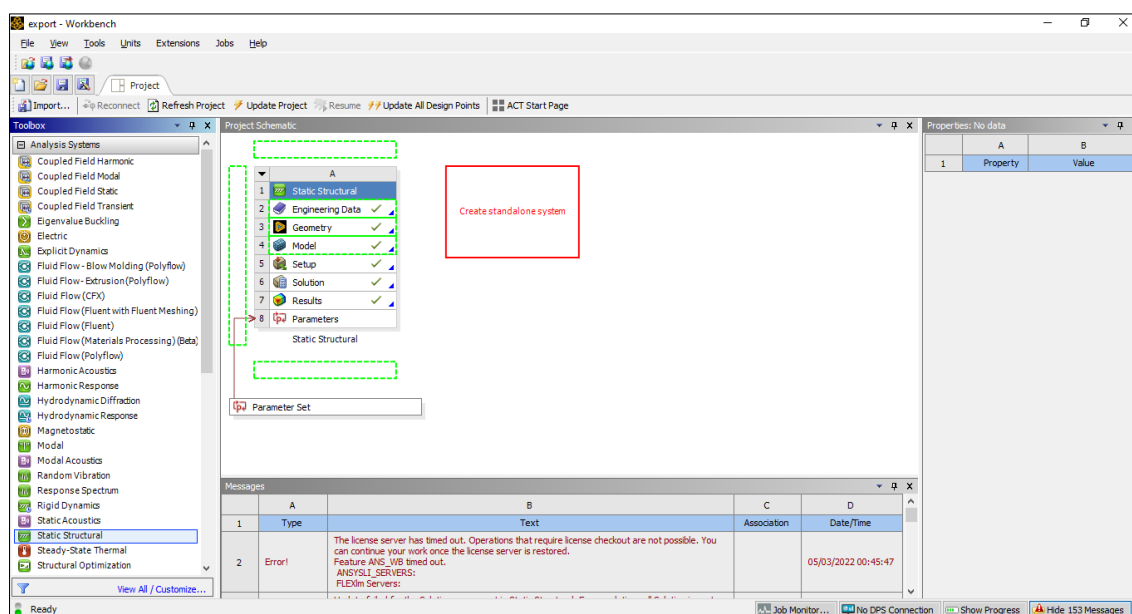 export - Workbench
File View Tools Units Extensions Jobs Help
Project
Import... Reconnect Refresh Project Update Project Resume Update All Design Points ACT Start Page
Toolbox
Analysis Systems
Coupled Field Harmonic
Coupled Field Modal
Coupled Field Static
Coupled Field Transient
Eigenvalue Buckling
Electric
Explicit Dynamics
Fluid Flow - Blow Molding (Polyflow)
Fluid Flow - Extrusion (Polyflow)
Fluid Flow (CFX)
Fluid Flow (Fluent with Fluent Meshing)
Fluid Flow (Fluent)
Fluid Flow (Materials Processing) (Beta)
Fluid Flow (Polyflow)
Harmonic Acoustics
Harmonic Response
Hydrodynamic Diffraction
Hydrodynamic Response
Magnetostatic
Modal
Modal Acoustics
Random Vibration
Response Spectrum
Rigid Dynamics
Static Acoustics
Static Structural
Steady-State Thermal
Structural Optimization
View All / Customize...
Project Schematic
A
1 Static Structural
2 Engineering Data
3 Geometry
4 Model
5 Setup
6 Solution
7 Results
8 Parameters
Static Structural
Parameter Set
Create standalone system
Properties: No data
A B
1 Property Value
Messages
A B C D
1 Type Text Association Date/Time
2 Error! The license server has timed out. Operations that require license checkout are not possible. You
can continue your work once the license server is restored.
Feature ANS_WB timed out.
ANSYSLI_SERVERS:
FLEXlm Servers:
05/03/2022 00:45:47
Ready
Job Monitor... No DPS Connection Show Progress Hide 153 Messages